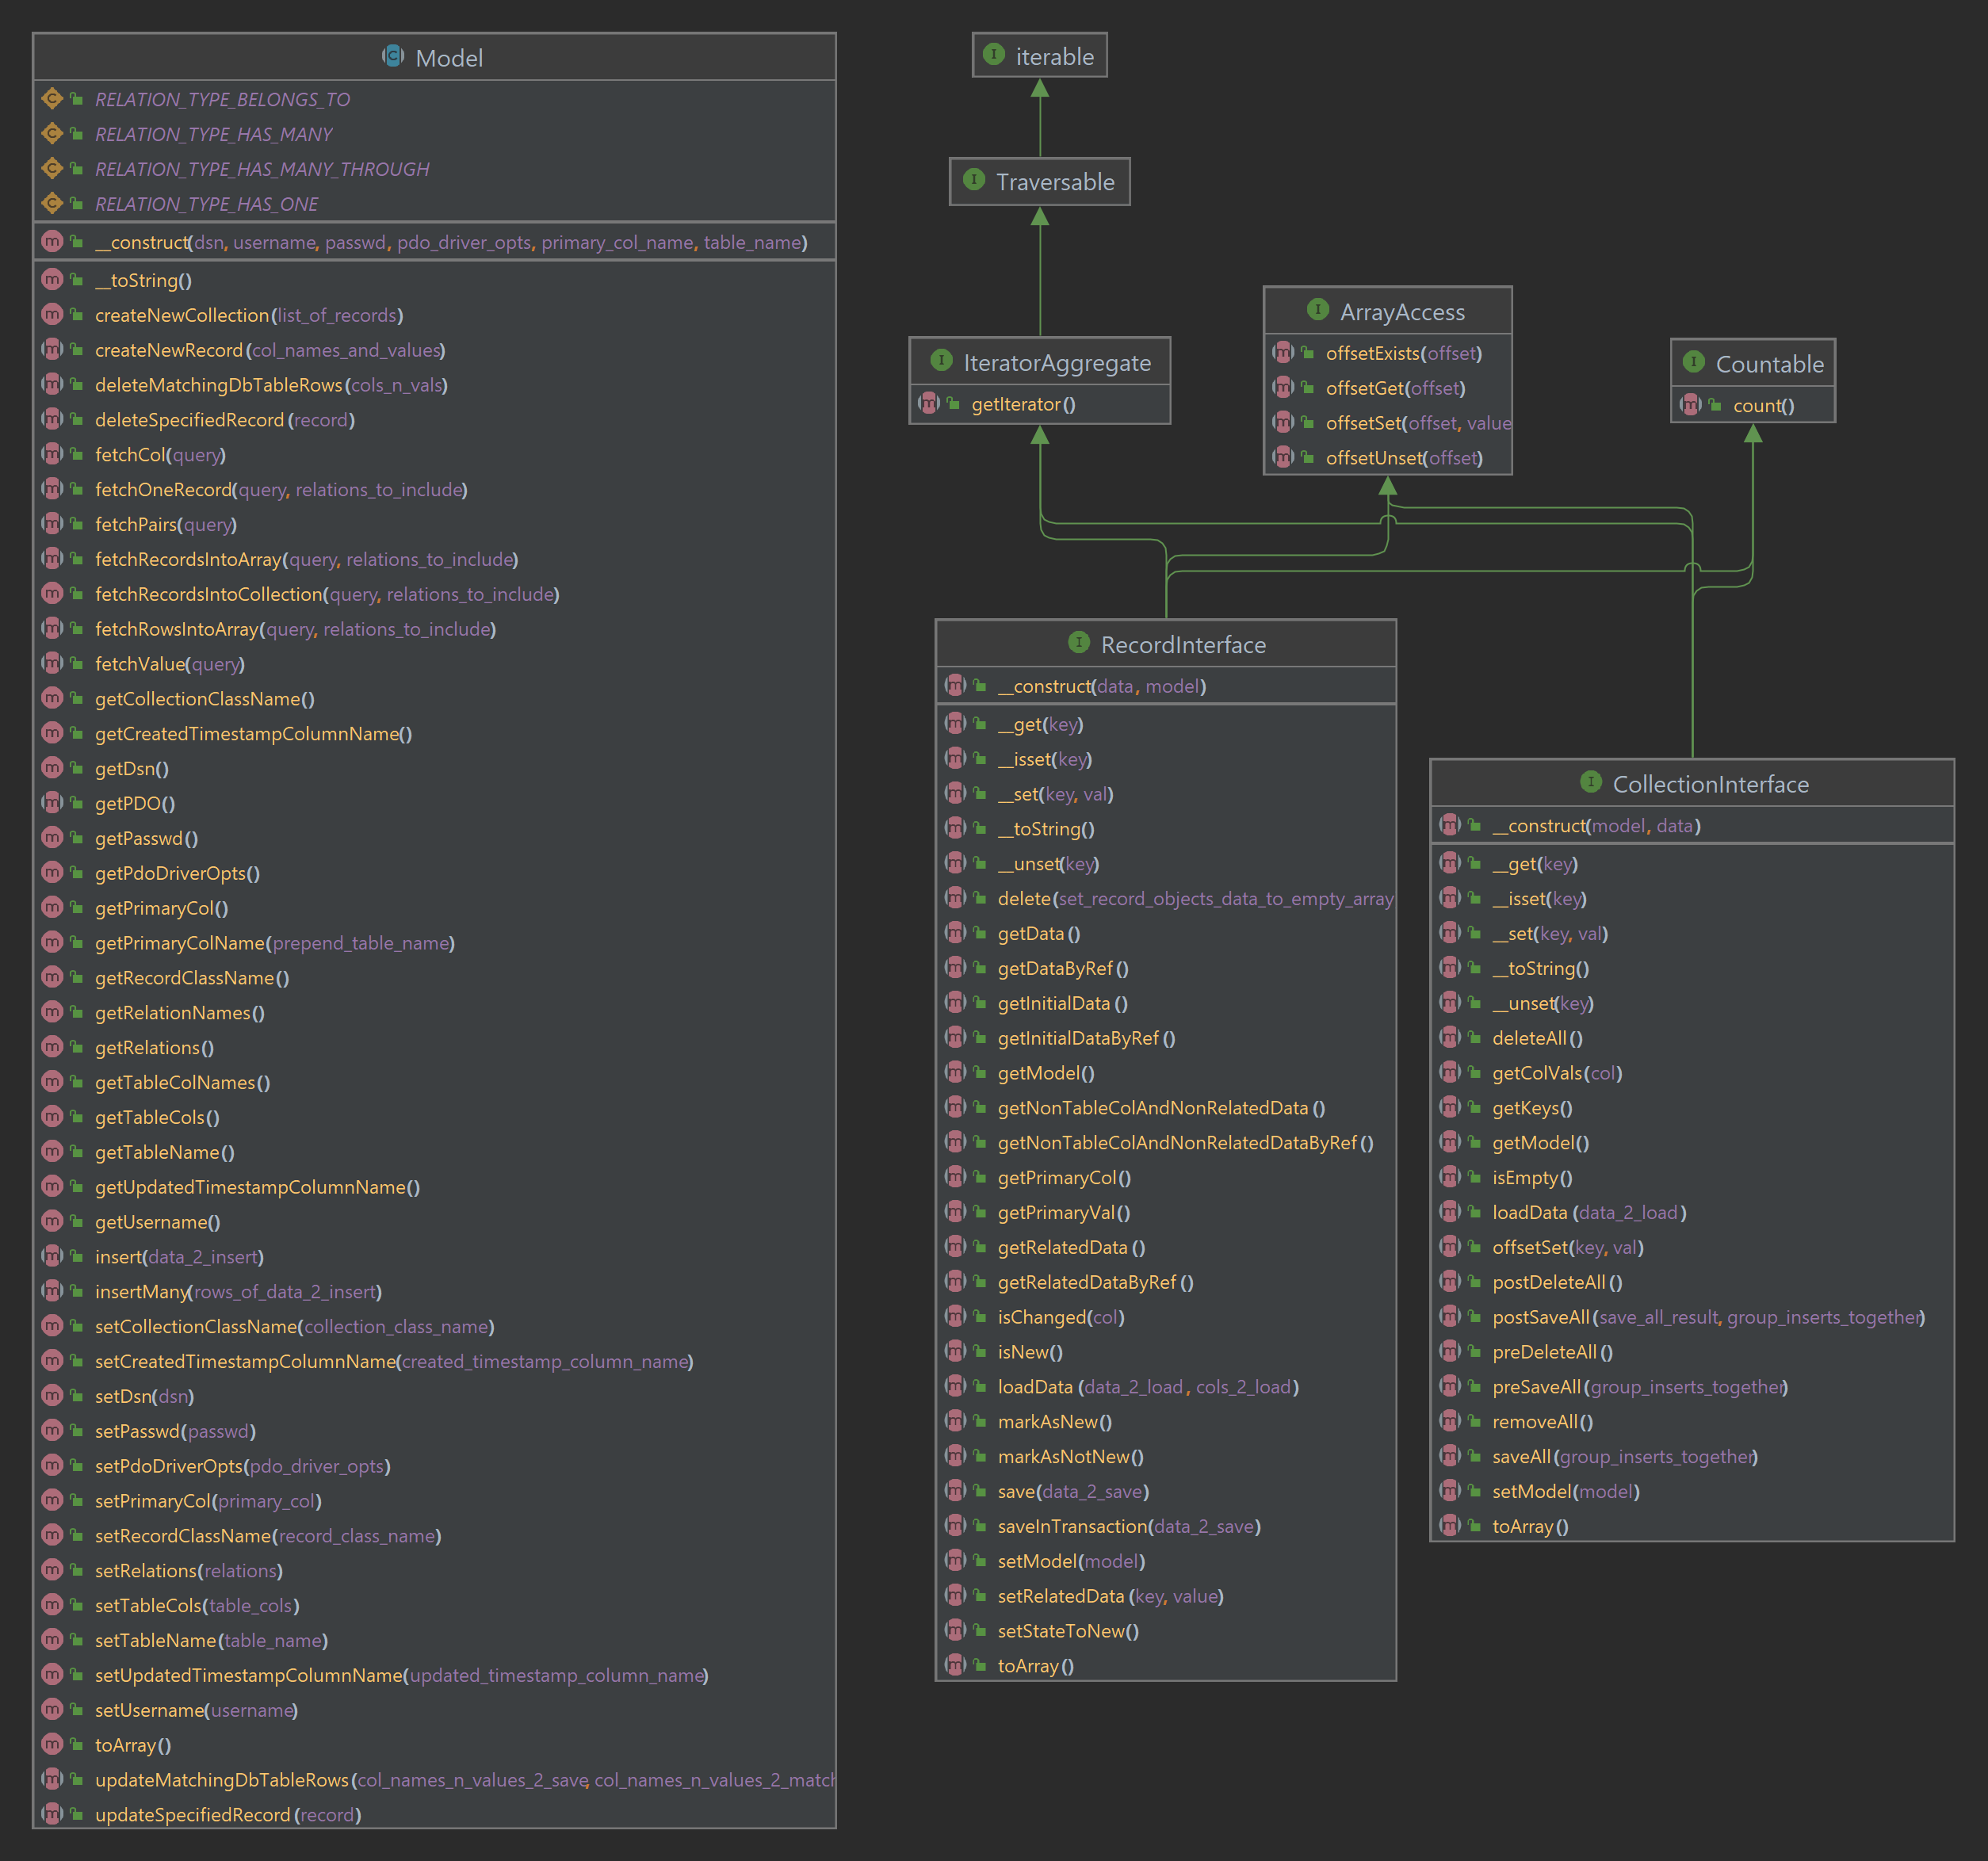 Model
RELATION_TYPE_BELONGS_TO
RELATION_TYPE_HAS_MANY
RELATION_TYPE_HAS_MANY_THROUGH
RELATION_TYPE_HAS_ONE
__construct(dsn, username, passwd, pdo_driver_opts, primary_col_name, table_name)
__toString()
createNewCollection(list_of_records)
createNewRecord(col_names_and_values)
deleteMatchingDbTableRows(cols_n_vals)
deleteSpecifiedRecord(record)
fetchCol(query)
fetchOneRecord(query, relations_to_include)
fetchPairs(query)
fetchRecordsIntoArray(query, relations_to_include)
fetchRecordsIntoCollection(query, relations_to_include)
fetchRowsIntoArray(query, relations_to_include)
fetchValue(query)
getCollectionClassName()
getCreatedTimestampColumnName()
getDsn()
getPDO()
getPasswd()
getPdoDriverOpts()
getPrimaryCol()
getPrimaryColName(prepend_table_name)
getRecordClassName()
getRelationNames()
getRelations()
getTableColNames()
getTableCols()
getTableName()
getUpdatedTimestampColumnName()
getUsername()
insert(data_2_insert)
insertMany(rows_of_data_2_insert)
setCollectionClassName(collection_class_name)
setCreatedTimestampColumnName(created_timestamp_column_name)
setDsn(dsn)
setPasswd(passwd)
setPdoDriverOpts(pdo_driver_opts)
setPrimaryCol(primary_col)
setRecordClassName(record_class_name)
setRelations(relations)
setTableCols(table_cols)
setTableName(table_name)
setUpdatedTimestampColumnName(updated_timestamp_column_name)
setUsername(username)
toArray()
updateMatchingDbTableRows(col_names_n_values_2_save, col_names_n_values_2_match
updateSpecifiedRecord(record)
iterable
Traversable
IteratorAggregate
getIterator()
ArrayAccess
offsetExists(offset)
offsetGet(offset)
offsetSet(offset, value
offsetUnset(offset)
Countable
count()
RecordInterface
__construct(data, model)
__get(key)
__isset(key)
__set(key, val)
__toString()
__unset(key)
delete(set_record_objects_data_to_empty_array
getData()
getDataByRef()
getInitialData()
getInitialDataByRef()
getModel()
getNonTableColAndNonRelatedData()
getNonTableColAndNonRelatedDataByRef()
getPrimaryCol()
getPrimaryVal()
getRelatedData()
getRelatedDataByRef()
isChanged(col)
isNew()
loadData(data_2_load, cols_2_load)
markAsNew()
markAsNotNew()
save(data_2_save)
saveInTransaction(data_2_save)
setModel(model)
setRelatedData(key, value)
setStateToNew()
toArray()
CollectionInterface
__construct(model, data)
__get(key)
__isset(key)
__set(key, val)
__toString()
__unset(key)
deleteAll()
getColVals(col)
getKeys()
getModel()
isEmpty()
loadData(data_2_load)
offsetSet(key, val)
postDeleteAll()
postSaveAll(save_all_result, group_inserts_together)
preDeleteAll()
preSaveAll(group_inserts_together)
removeAll()
saveAll(group_inserts_together)
setModel(model)
toArray()